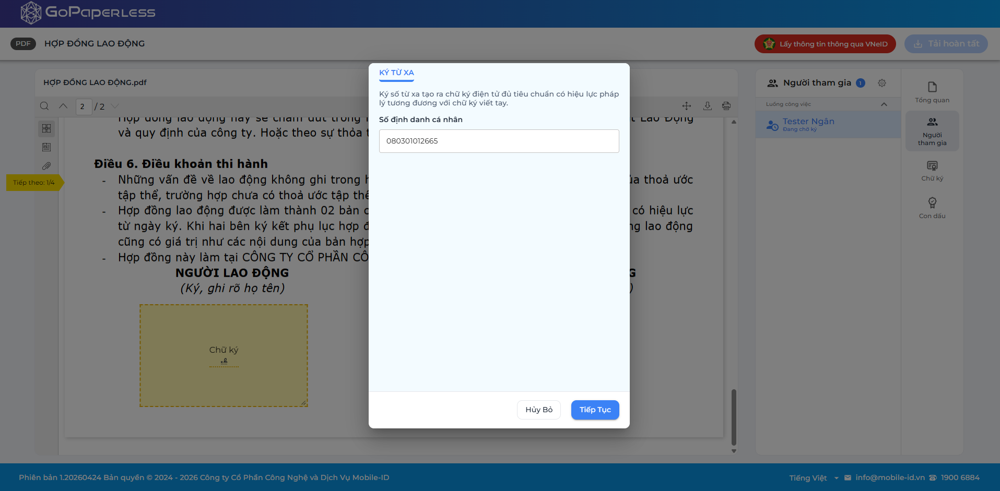 GoPaperless
PDF
HỢP ĐỒNG LAO ĐỘNG
Lấy thông tin thông qua VNeID
Tải hoàn tất
HỢP ĐỒNG LAO ĐỘNG.pdf
2 / 2
và quy định của công ty. Hoặc theo sự thỏa
Điều 6. Điều khoản thi hành
- Những vấn đề về lao động không ghi trong
ủa thoả ước
tập thể, trường hợp chưa có thoả ước tập thể
- Hợp đồng lao động được làm thành 02 bản
có hiệu lực
từ ngày ký. Khi hai bên ký kết phụ lục hợp
ng lao động
cũng có giá trị như các nội dung của bản hợp
- Hợp đồng này làm tại CÔNG TY CỔ PHẦN CÔ
NGƯỜI LAO ĐỘNG
G
(Ký, ghi rõ họ tên)
)
Chữ ký
Tiếp theo: 1/4
KÝ TỪ XA
Ký số từ xa tạo ra chữ ký điện tử đủ tiêu chuẩn có hiệu lực pháp
lý tương đương với chữ ký viết tay.
Số định danh cá nhân
080301012665
Hủy Bỏ
Tiếp Tục
Người tham gia 1
Luồng công việc
Tester Ngân
Đang chờ ký
Tổng quan
Người
tham gia
Chữ ký
Con dấu
Phiên bản 1.20260424 Bản quyền © 2024 - 2026 Công ty Cổ Phần Công Nghệ và Dịch Vụ Mobile-ID
Tiếng Việt
info@mobile-id.vn
1900 6884